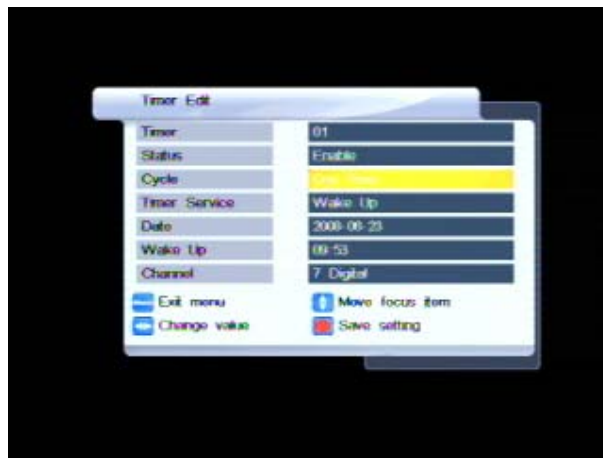 Timer Edit
Timer 01
Status Enable
Cycle
Timer Service Wake Up
Date 2008-06-23
Wake Up 09:53
Channel 7 Digital
Exit menu Move focus item
Change value Save setting